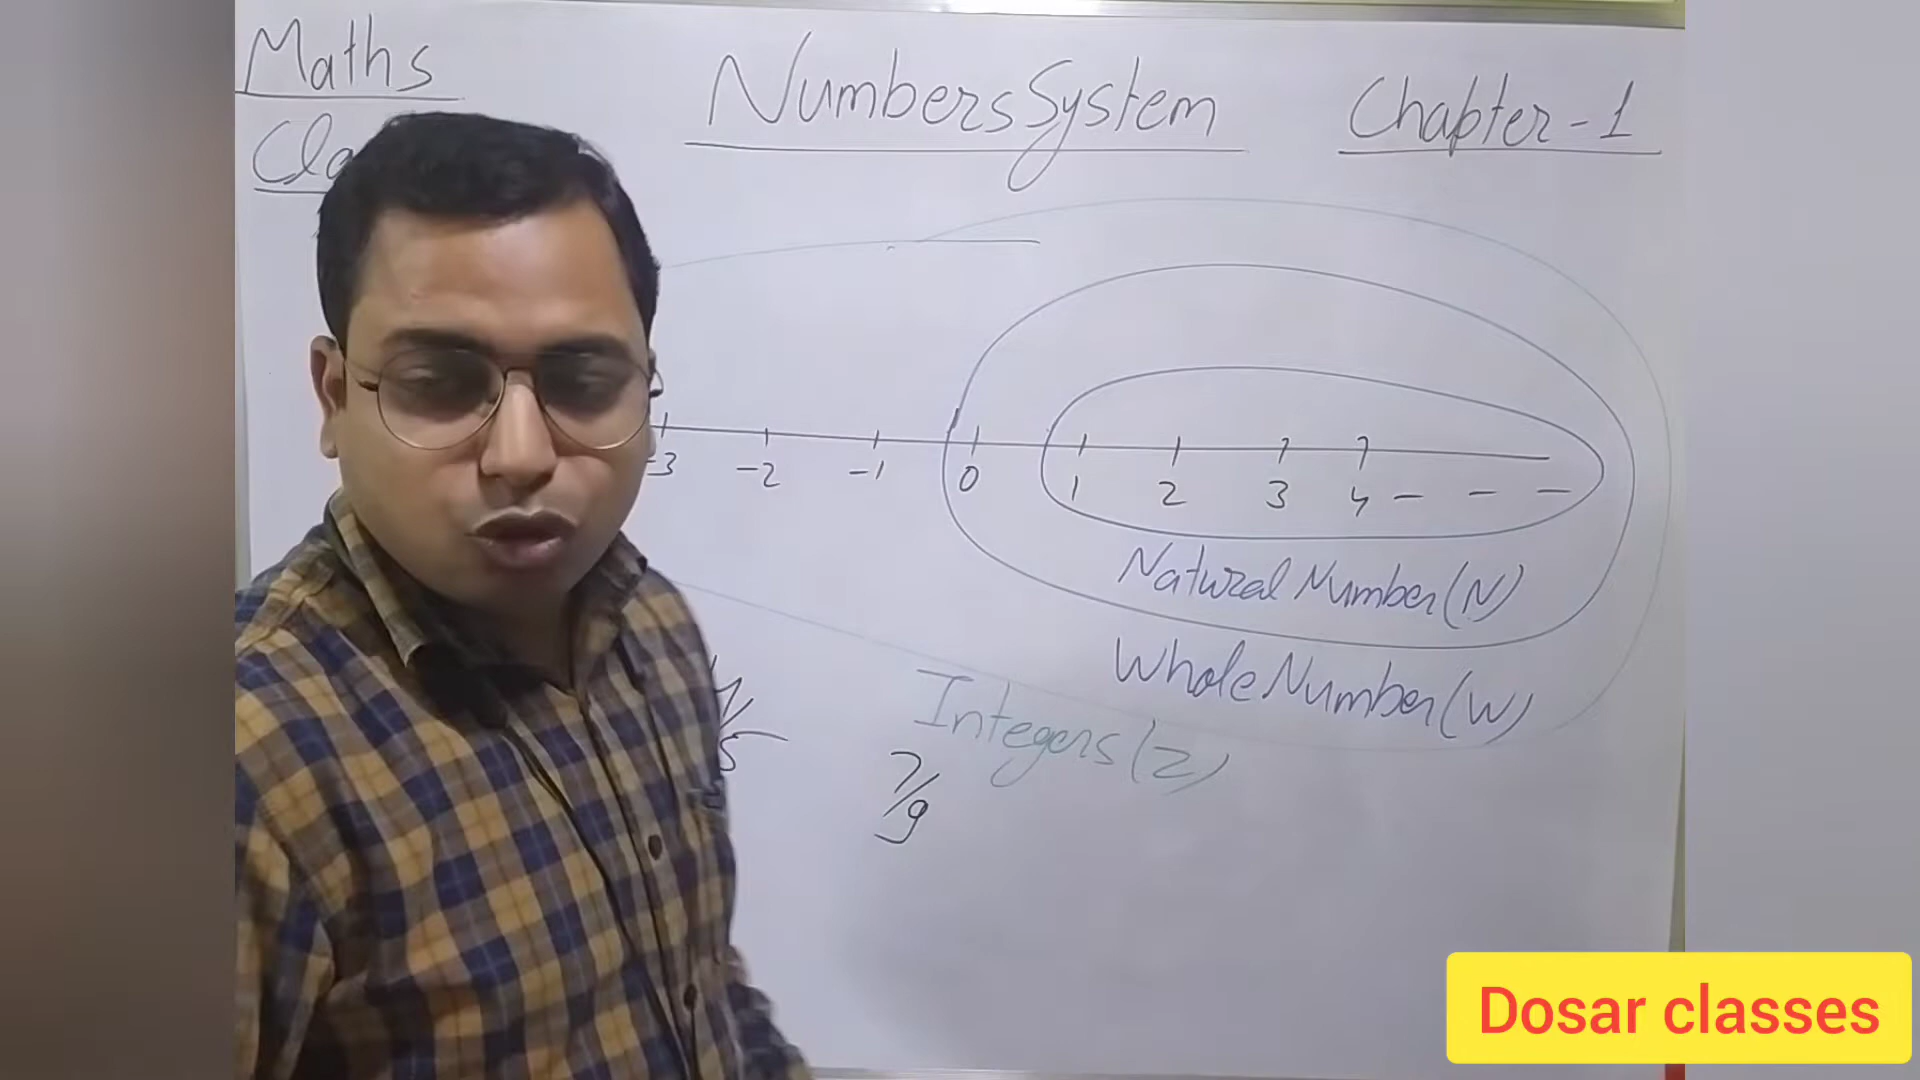 Maths
Numbers System
Chapter-1
-3 -2 -1 0 1 2 3 4 - - -
Natural Number (N)
Whole Number (W)
Integers (Z)
7/9
Dosar classes